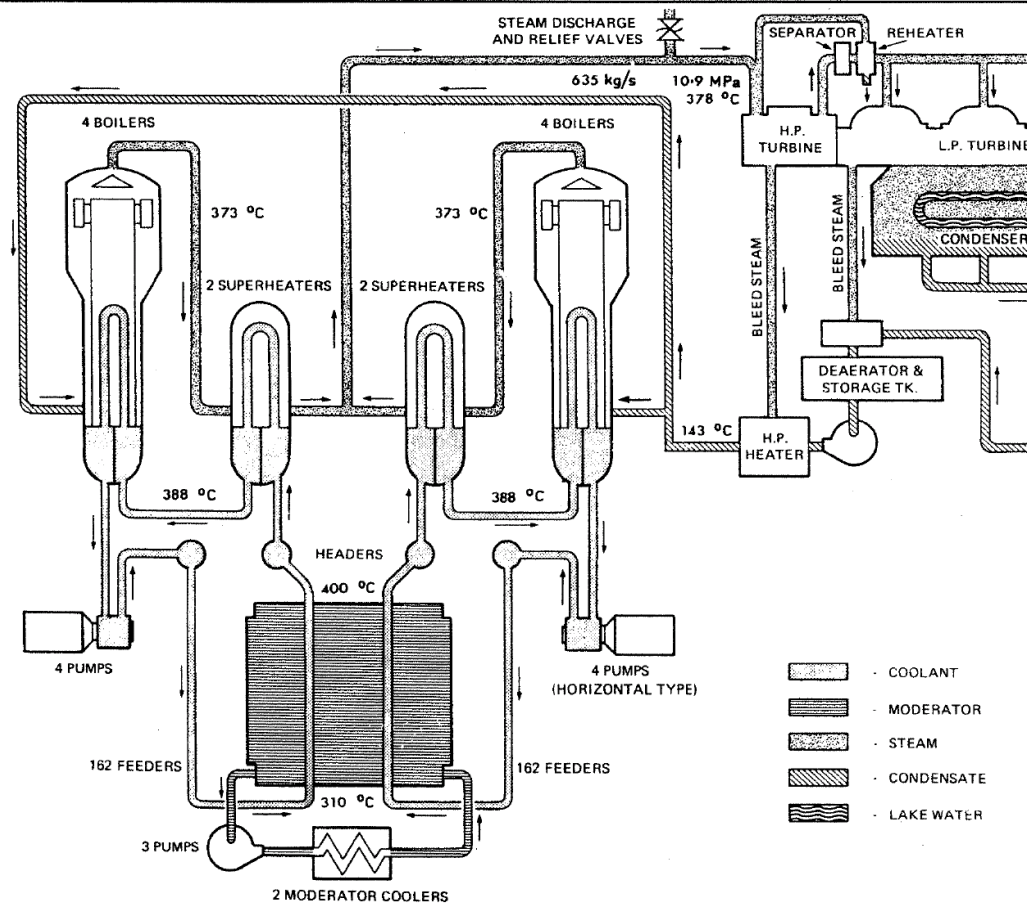 STEAM DISCHARGE
AND RELIEF VALVES
SEPARATOR
REHEATER
635 kg/s
10·9 MPa
378 °C
4 BOILERS
4 BOILERS
H.P.
TURBINE
L.P. TURBINE
373 °C
373 °C
CONDENSER
BLEED STEAM
BLEED STEAM
2 SUPERHEATERS
2 SUPERHEATERS
DEAERATOR &
STORAGE TK.
143 °C
H.P.
HEATER
388 °C
388 °C
HEADERS
400 °C
4 PUMPS
4 PUMPS
(HORIZONTAL TYPE)
- COOLANT
- MODERATOR
- STEAM
- CONDENSATE
- LAKE WATER
162 FEEDERS
162 FEEDERS
310 °C
3 PUMPS
2 MODERATOR COOLERS